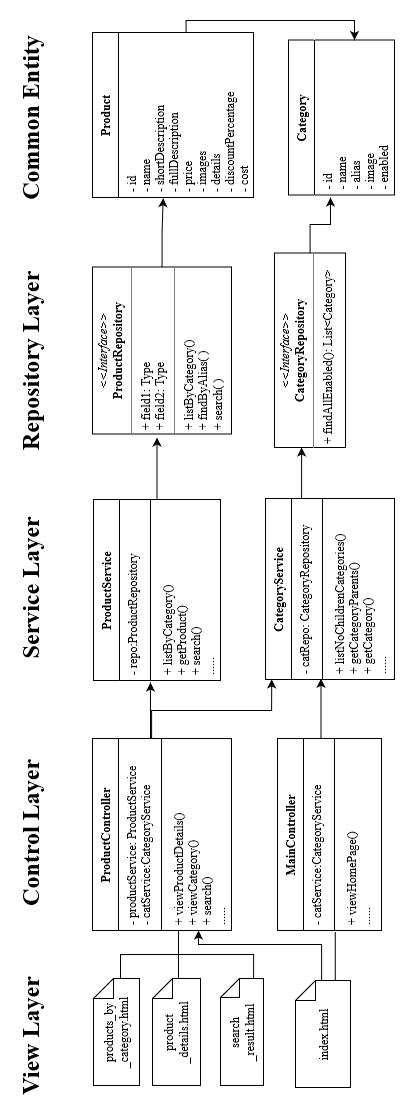 View Layer
Control Layer
Service Layer
Repository Layer
Common Entity
products_by
_category.html
product
_details.html
search
_result.html
index.html
ProductController
- productService: ProductService
- catService:CategoryService
+ viewProductDetails()
+ viewCategory()
+ search()
......
MainController
- catService:CategoryService
+ viewHomePage()
......
ProductService
- repo:ProductRepository
+ listByCategory()
+ getProduct()
+ search()
......
CategoryService
- catRepo: CategoryRepository
+ listNoChildrenCategories()
+ getCategoryParents()
+ getCategory()
......
<<Interface>>
ProductRepository
+ field1: Type
+ field2: Type
+ listByCategory()
+ findByAlias( )
+ search( )
<<Interface>>
CategoryRepository
+ findAllEnabled(): List<Category>
Product
- id
- name
- shortDescription
- fullDescription
- price
- images
- details
- discountPercentage
- cost
Category
- id
- name
- alias
- image
- enabled